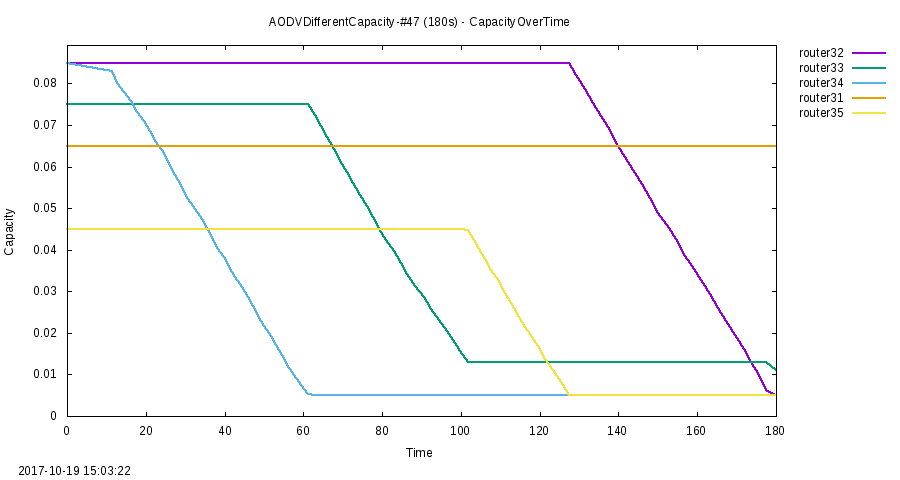 AODVDifferentCapacity-#47 (180s) - CapacityOverTime
router32
router33
router34
router31
router35
Capacity
0.08
0.07
0.06
0.05
0.04
0.03
0.02
0.01
0
0 20 40 60 80 100 120 140 160 180
Time
2017-10-19 15:03:22